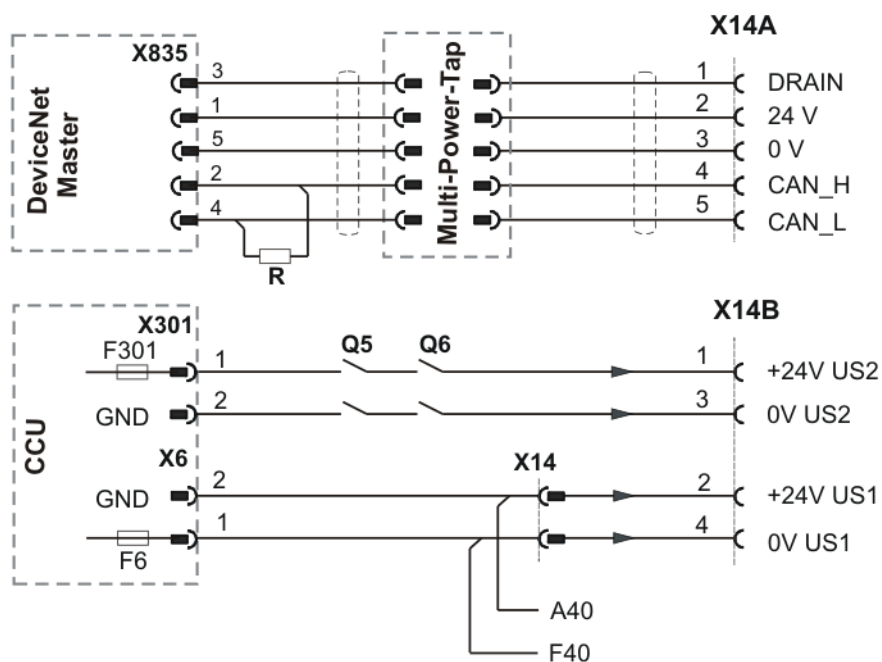 X14A
X835
DeviceNet
Master
Multi-Power-Tap
3
1
DRAIN
1
2
24 V
5
3
0 V
2
4
CAN_H
4
5
CAN_L
R
X14B
X301
F301
1
Q5
Q6
1
+24V US2
GND
2
3
0V US2
CCU
X6
X14
GND
2
2
+24V US1
1
4
0V US1
F6
A40
F40